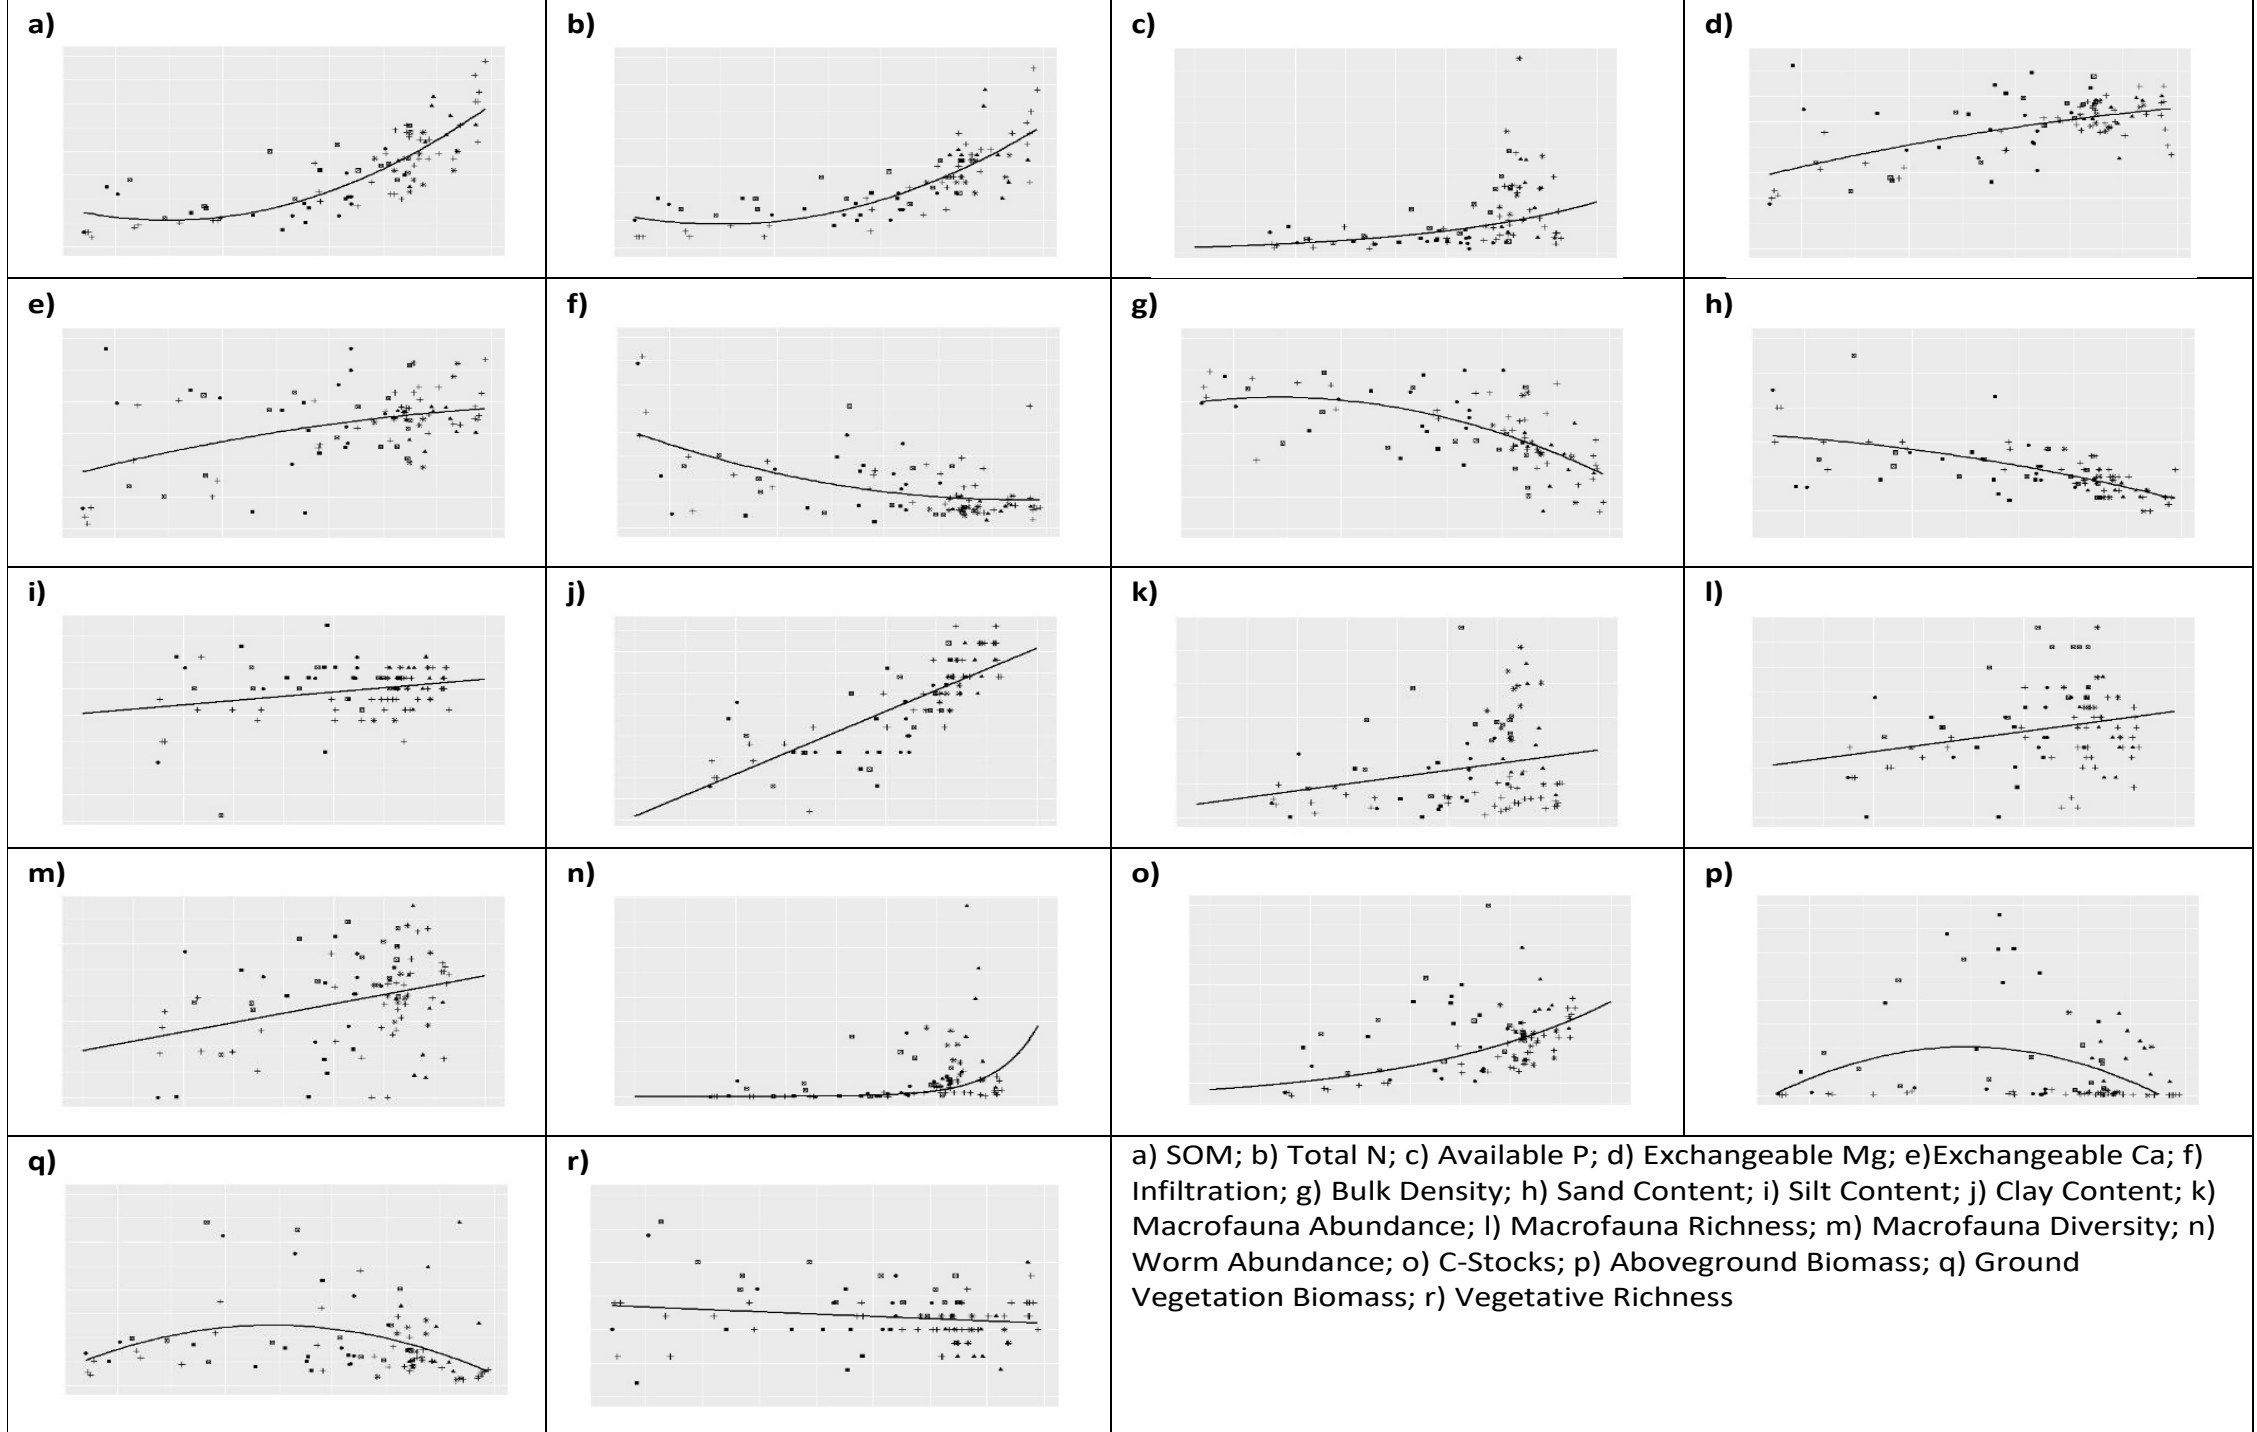 a)
b)
c)
d)
e)
f)
g)
h)
i)
j)
k)
l)
m)
n)
o)
p)
q)
r)
a) SOM; b) Total N; c) Available P; d) Exchangeable Mg; e)Exchangeable Ca; f)
Infiltration; g) Bulk Density; h) Sand Content; i) Silt Content; j) Clay Content; k)
Macrofauna Abundance; l) Macrofauna Richness; m) Macrofauna Diversity; n)
Worm Abundance; o) C-Stocks; p) Aboveground Biomass; q) Ground
Vegetation Biomass; r) Vegetative Richness